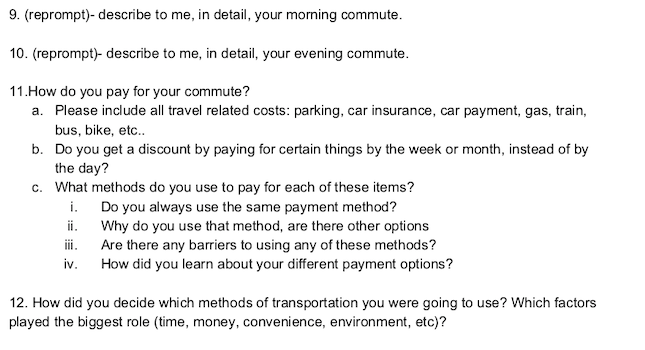 9. (reprompt)- describe to me, in detail, your morning commute.
10. (reprompt)- describe to me, in detail, your evening commute.
11.How do you pay for your commute?
a. Please include all travel related costs: parking, car insurance, car payment, gas, train,
bus, bike, etc..
b. Do you get a discount by paying for certain things by the week or month, instead of by
the day?
c. What methods do you use to pay for each of these items?
i. Do you always use the same payment method?
ii. Why do you use that method, are there other options
iii. Are there any barriers to using any of these methods?
iv. How did you learn about your different payment options?
12. How did you decide which methods of transportation you were going to use? Which factors
played the biggest role (time, money, convenience, environment, etc)?